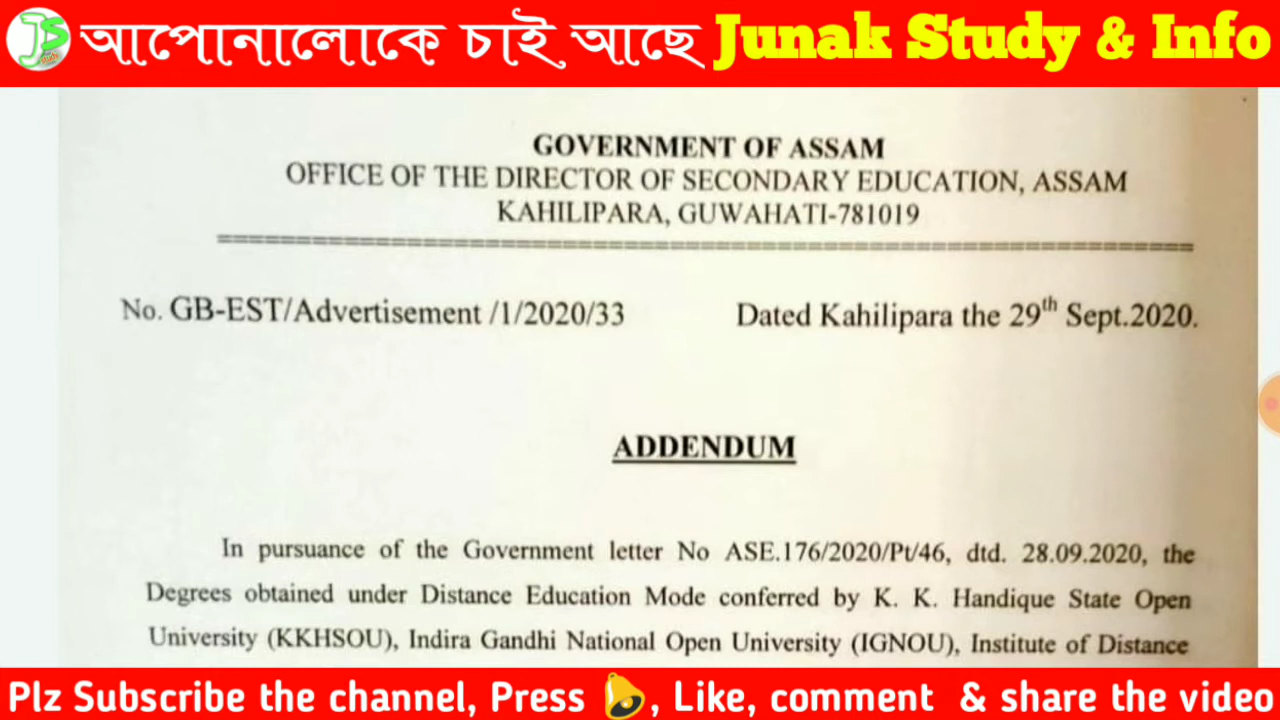 JS
আপোনালোকে চাই আছে Junak Study & Info
GOVERNMENT OF ASSAM
OFFICE OF THE DIRECTOR OF SECONDARY EDUCATION, ASSAM
KAHILIPARA, GUWAHATI-781019
No. GB-EST/Advertisement /1/2020/33 Dated Kahilipara the 29th Sept.2020.
ADDENDUM
In pursuance of the Government letter No ASE.176/2020/Pt/46, dtd. 28.09.2020, the
Degrees obtained under Distance Education Mode conferred by K. K. Handique State Open
University (KKHSOU), Indira Gandhi National Open University (IGNOU), Institute of Distance
Plz Subscribe the channel, Press 🔔, Like, comment & share the video